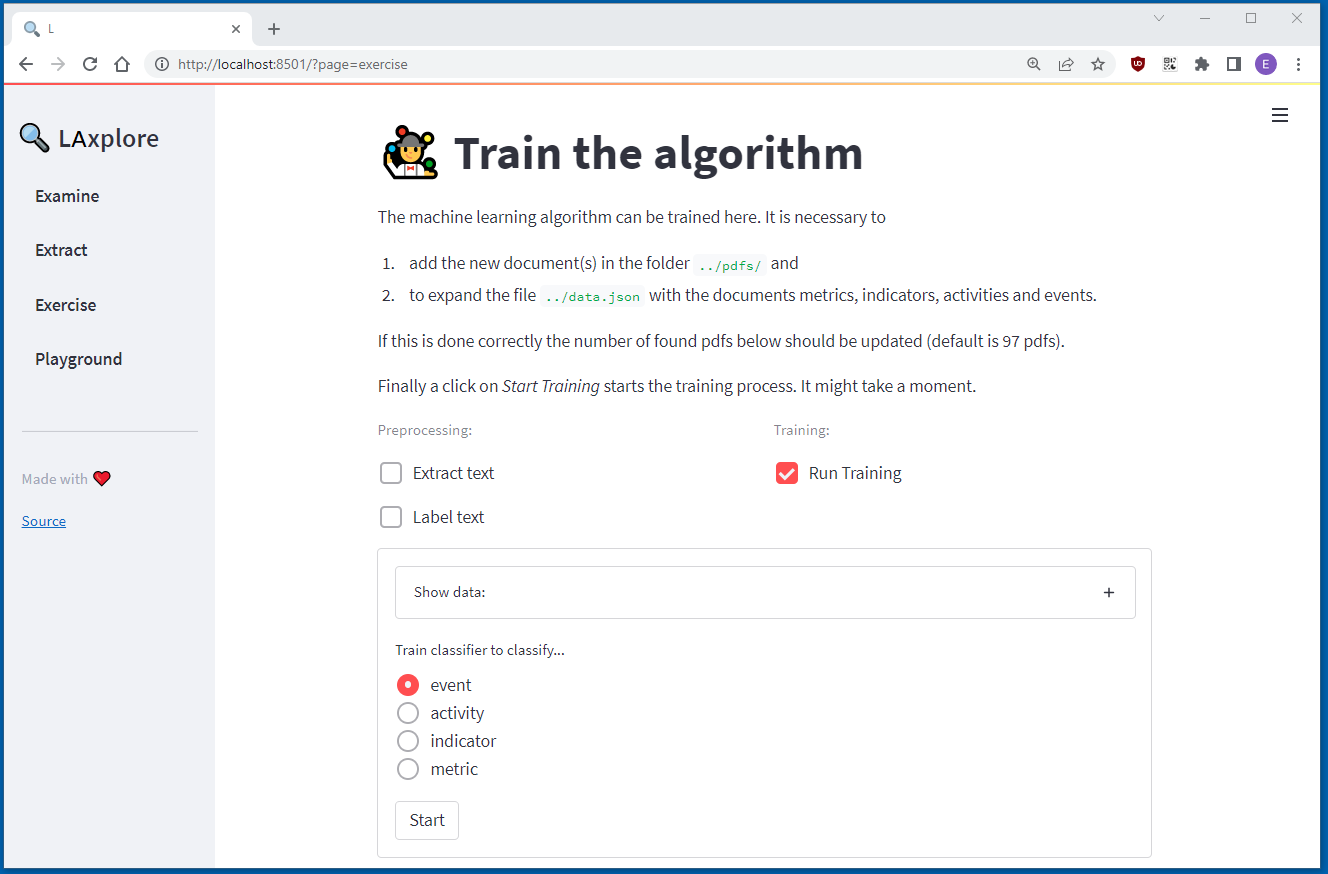 L
http://localhost:8501/?page=exercise
E
LAxplore
Examine
Extract
Exercise
Playground
Made with
Source
Train the algorithm
The machine learning algorithm can be trained here. It is necessary to
1. add the new document(s) in the folder ../pdfs/ and
2. to expand the file ../data.json with the documents metrics, indicators, activities and events.
If this is done correctly the number of found pdfs below should be updated (default is 97 pdfs).
Finally a click on Start Training starts the training process. It might take a moment.
Preprocessing:
Training:
Extract text
Run Training
Label text
Show data:
Train classifier to classify...
event
activity
indicator
metric
Start